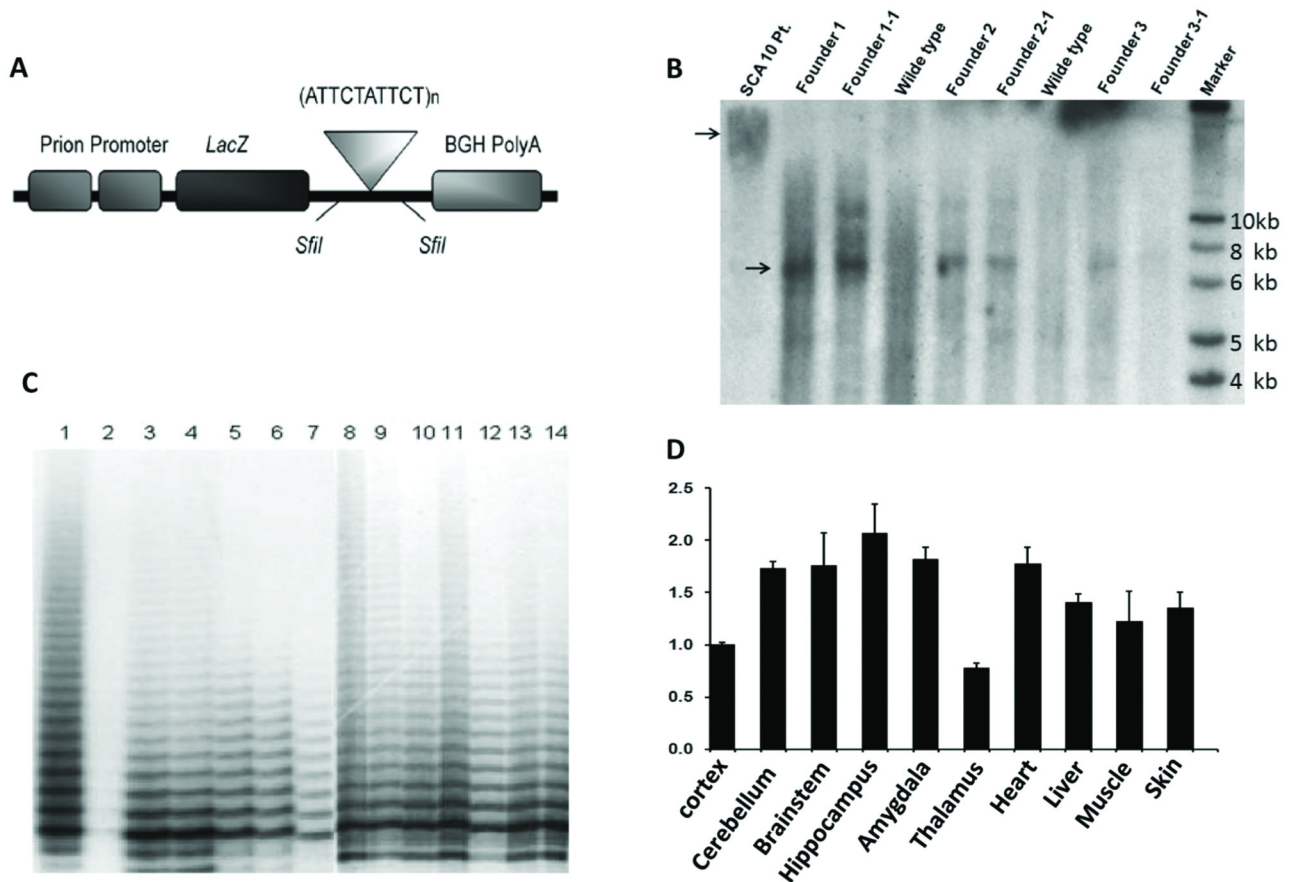 A
(ATTCTATTCT)n
Prion Promoter
LacZ
BGH PolyA
SfiI
SfiI
B
SCA 10 Pt.
Founder 1
Founder 1-1
Wilde type
Founder 2
Founder 2-1
Wilde type
Founder 3
Founder 3-1
Marker
10kb
8 kb
6 kb
5 kb
4 kb
C
1 2 3 4 5 6 7 8 9 10 11 12 13 14
D
2.5
2.0
1.5
1.0
0.5
0.0
cortex
Cerebellum
Brainstem
Hippocampus
Amygdala
Thalamus
Heart
Liver
Muscle
Skin